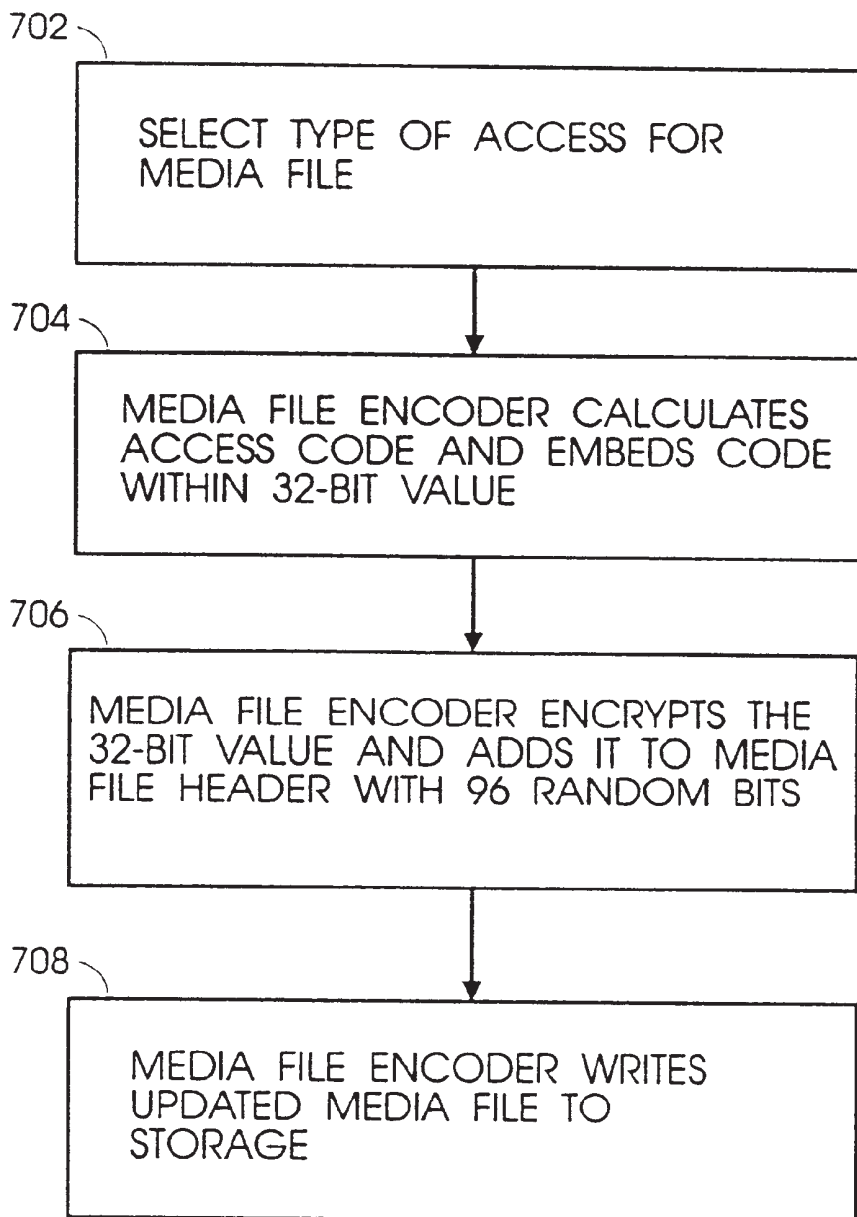 702
SELECT TYPE OF ACCESS FOR
MEDIA FILE
704
MEDIA FILE ENCODER CALCULATES
ACCESS CODE AND EMBEDS CODE
WITHIN 32-BIT VALUE
706
MEDIA FILE ENCODER ENCRYPTS THE
32-BIT VALUE AND ADDS IT TO MEDIA
FILE HEADER WITH 96 RANDOM BITS
708
MEDIA FILE ENCODER WRITES
UPDATED MEDIA FILE TO
STORAGE